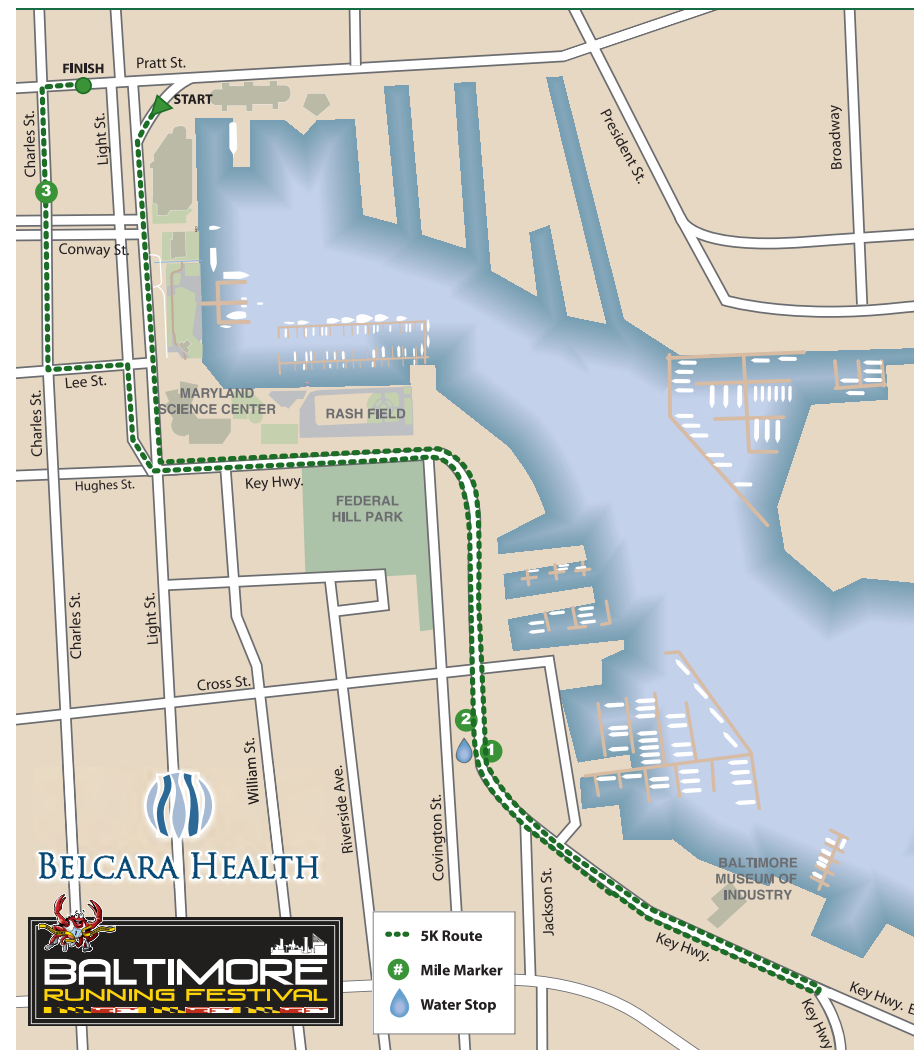 FINISH
Pratt St.
START
Charles St.
Light St.
President St.
Broadway
3
Conway St.
Lee St.
Charles St.
MARYLAND
SCIENCE CENTER
RASH FIELD
Hughes St.
Key Hwy.
FEDERAL
HILL PARK
Charles St.
Light St.
Cross St.
2
1
William St.
Riverside Ave.
Covington St.
Jackson St.
BELCARA HEALTH
BALTIMORE
MUSEUM OF
INDUSTRY
BALTIMORE
RUNNING FESTIVAL
5K Route
# Mile Marker
Water Stop
Key Hwy.
Key Hwy. E
Key Hwy